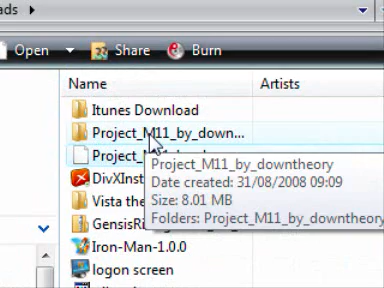 ads
Open Share Burn
Name Artists
Itunes Download
Project_M11_by_down...
Project_
DivXInst
Vista the
GensisRi
Iron-Man-1.0.0
logon screen
Project_M11_by_downtheory
Date created: 31/08/2008 09:09
Size: 8.01 MB
Folders: Project_M11_by_downtheory